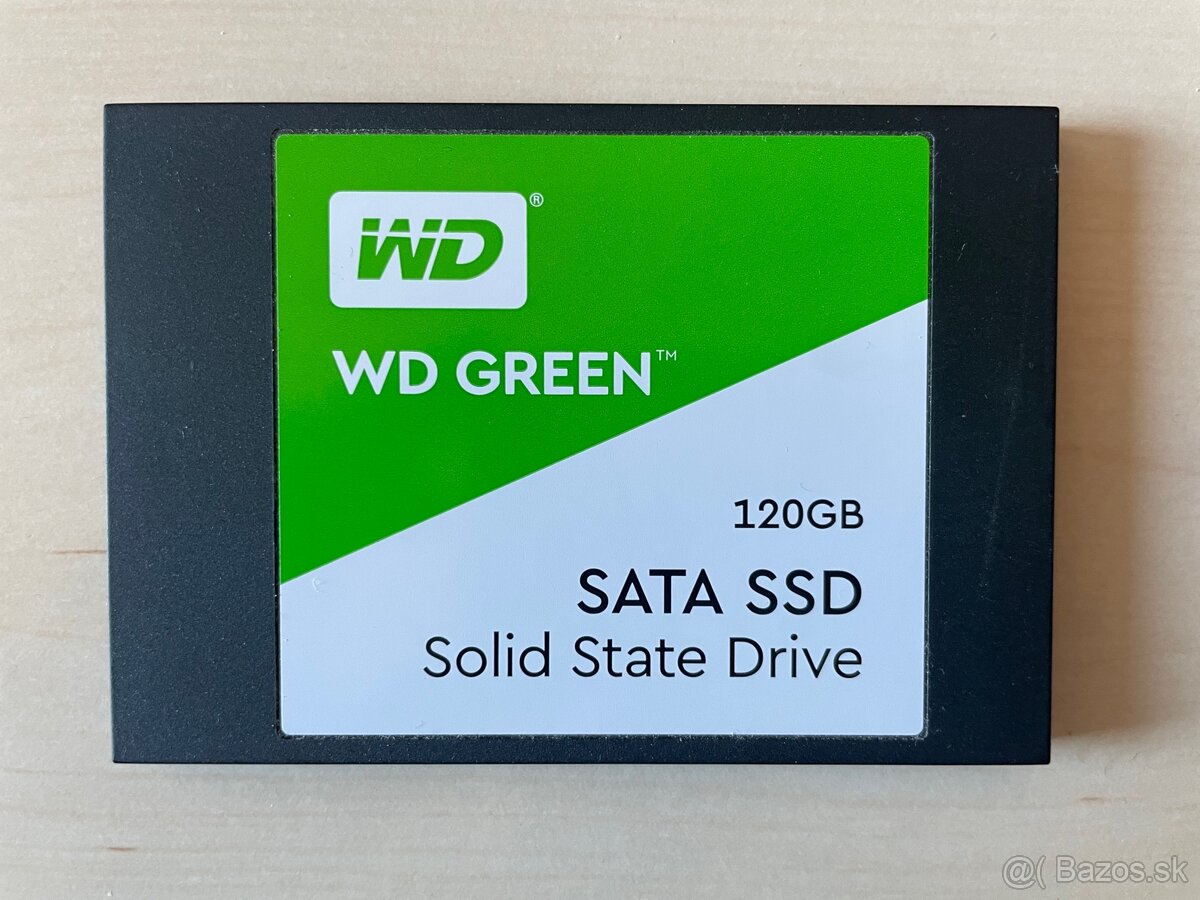 WD®
WD GREEN™
120GB
SATA SSD
Solid State Drive
@( Bazos.sk